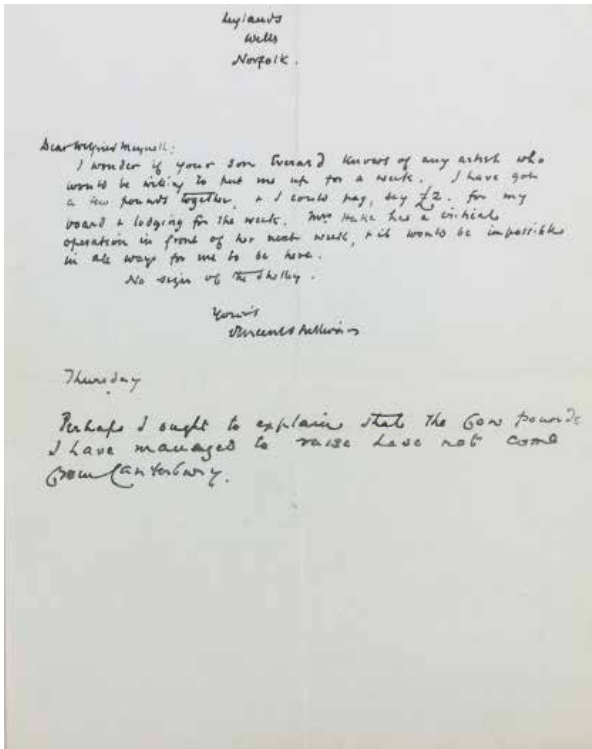 Leylands
Wells
Norfolk.
Dear Wilfrid Meynell:
I wonder if your son Everard knows of any artist who
would be willing to put me up for a week. I have got
a few pounds together, & I could pay, say £2. for my
board & lodging for the week. Mrs Hake has a critical
operation in front of her next week, & it would be impossible
in all ways for me to be here.
No sign of the Shelley.
Yours
Vincent
Thursday
Perhaps I ought to explain that the few pounds
I have managed to raise have not come
from Canterbury.